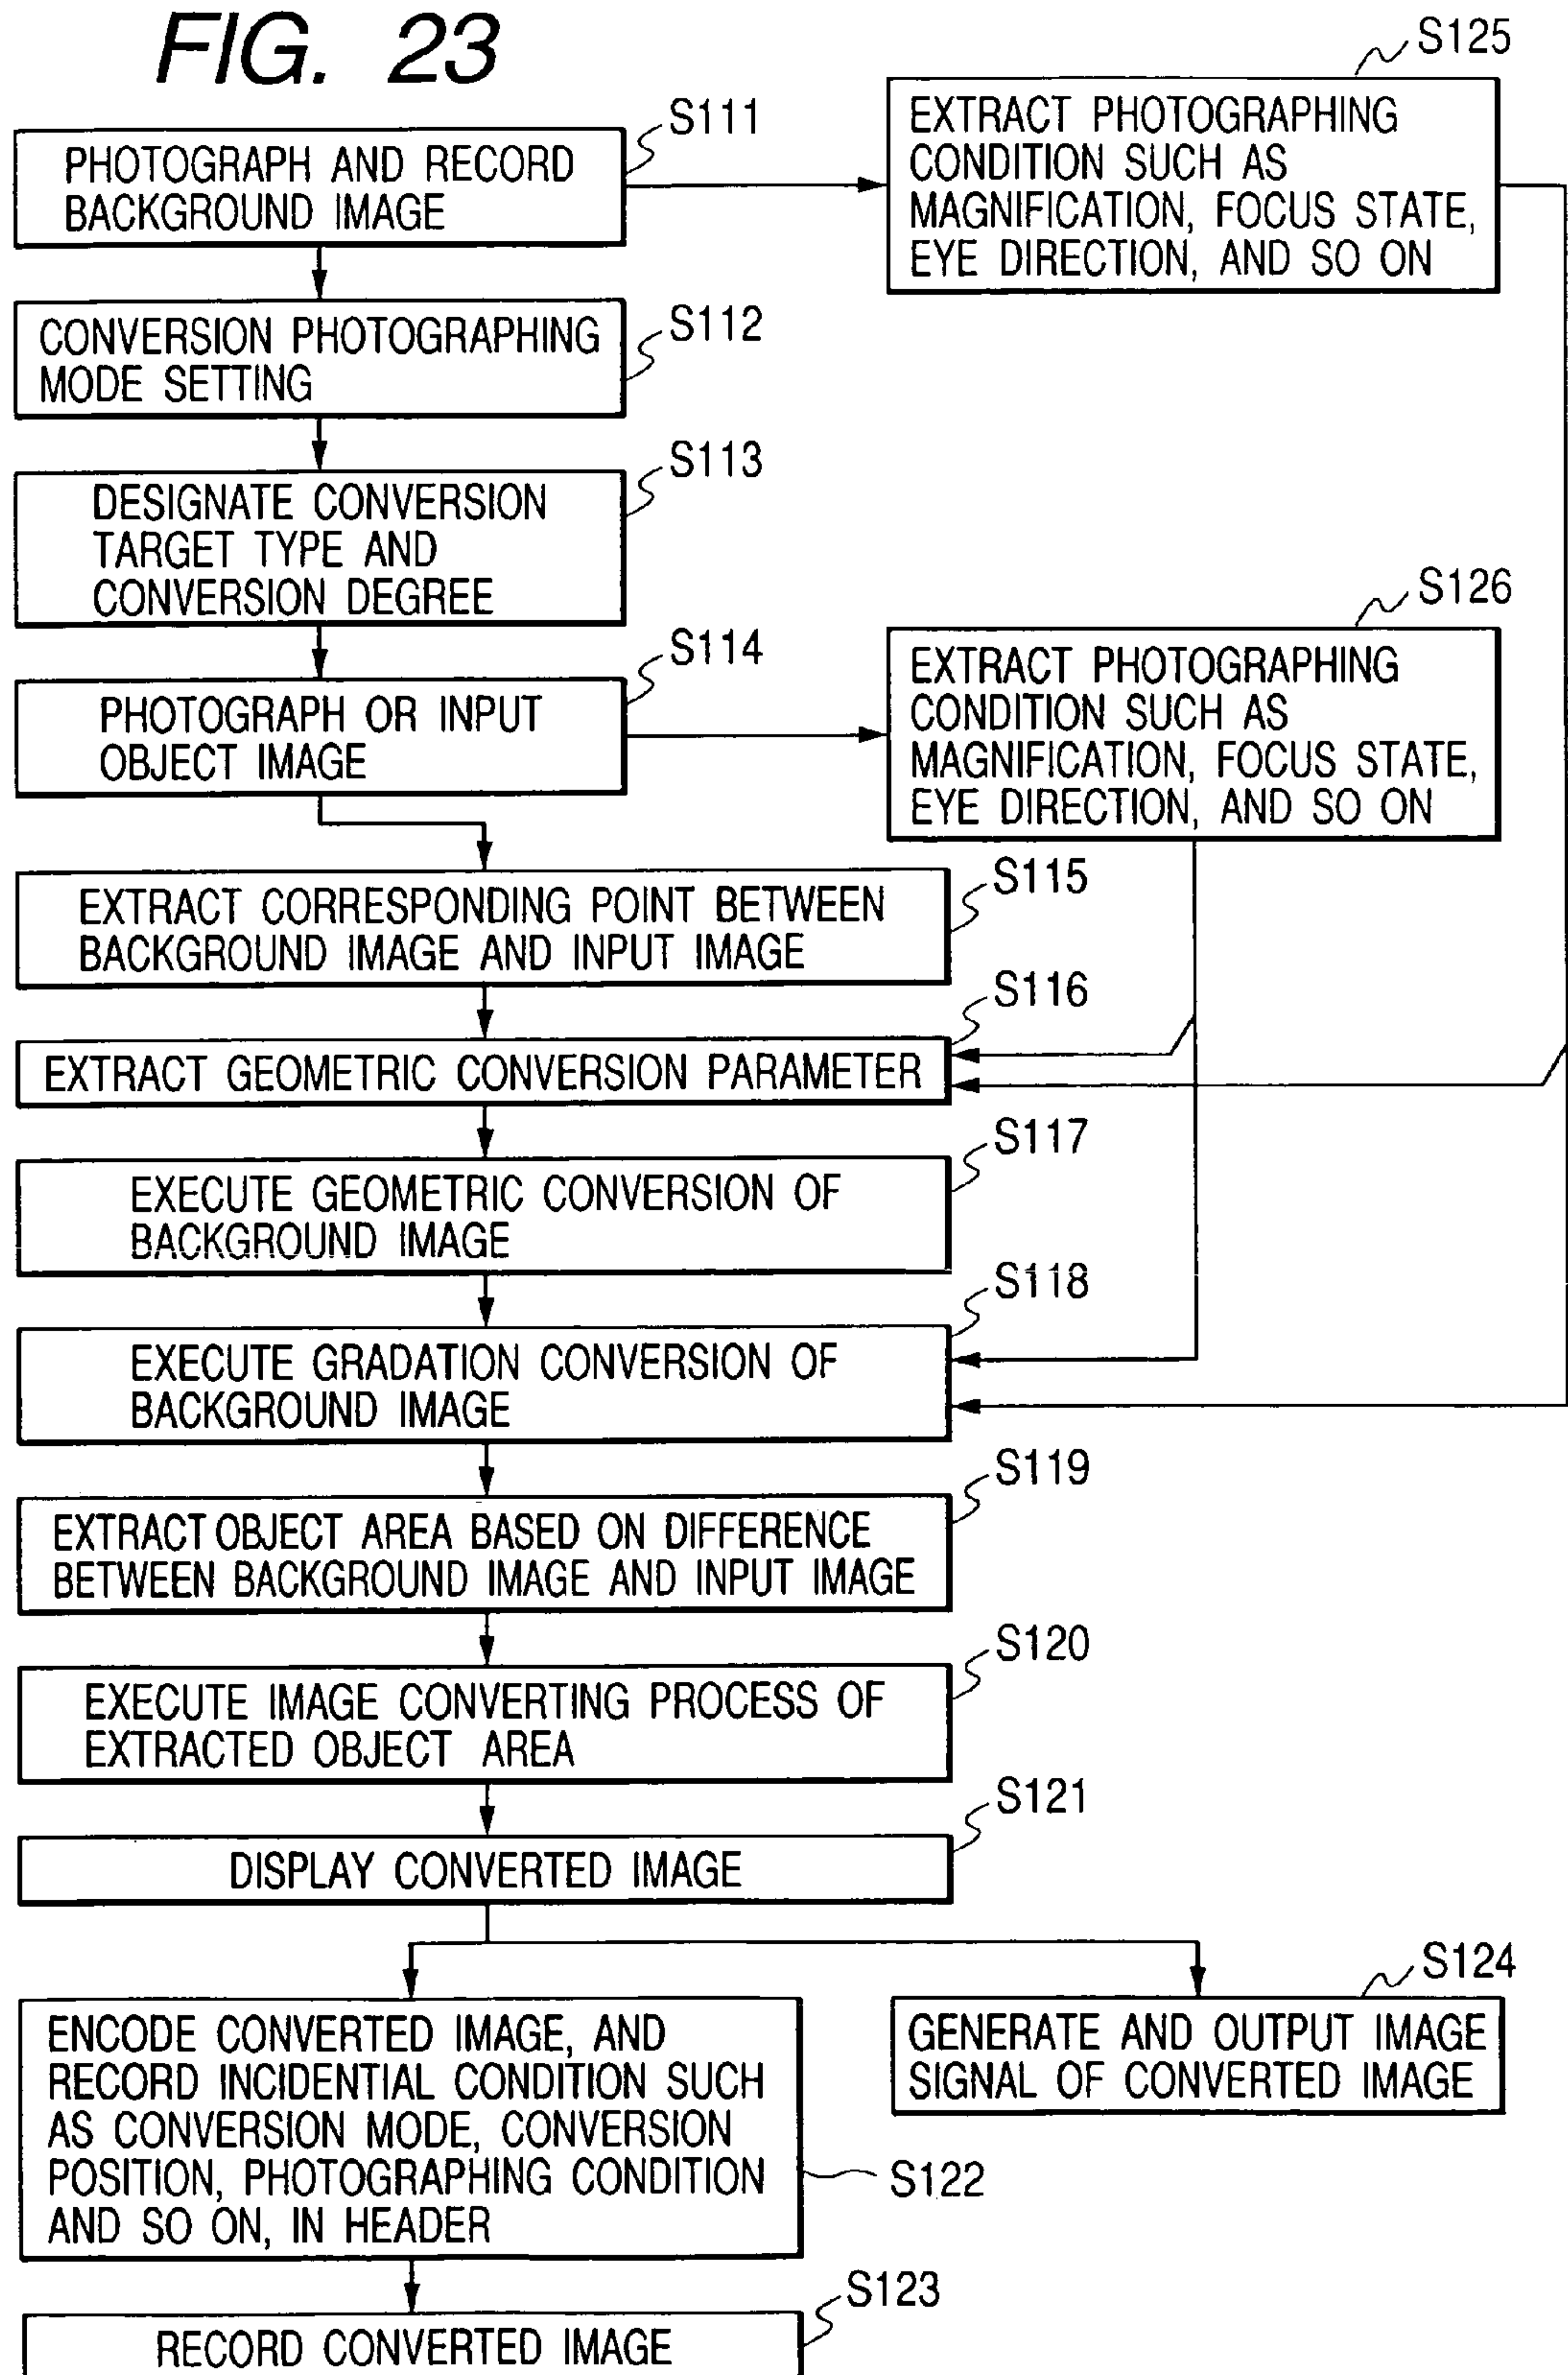 FIG. 23
S125
EXTRACT PHOTOGRAPHING
CONDITION SUCH AS
MAGNIFICATION, FOCUS STATE,
EYE DIRECTION, AND SO ON
S111
PHOTOGRAPH AND RECORD
BACKGROUND IMAGE
S112
CONVERSION PHOTOGRAPHING
MODE SETTING
S113
DESIGNATE CONVERSION
TARGET TYPE AND
CONVERSION DEGREE
S114
PHOTOGRAPH OR INPUT
OBJECT IMAGE
S126
EXTRACT PHOTOGRAPHING
CONDITION SUCH AS
MAGNIFICATION, FOCUS STATE,
EYE DIRECTION, AND SO ON
S115
EXTRACT CORRESPONDING POINT BETWEEN
BACKGROUND IMAGE AND INPUT IMAGE
S116
EXTRACT GEOMETRIC CONVERSION PARAMETER
S117
EXECUTE GEOMETRIC CONVERSION OF
BACKGROUND IMAGE
S118
EXECUTE GRADATION CONVERSION OF
BACKGROUND IMAGE
S119
EXTRACT OBJECT AREA BASED ON DIFFERENCE
BETWEEN BACKGROUND IMAGE AND INPUT IMAGE
S120
EXECUTE IMAGE CONVERTING PROCESS OF
EXTRACTED OBJECT AREA
S121
DISPLAY CONVERTED IMAGE
ENCODE CONVERTED IMAGE, AND
RECORD INCIDENTIAL CONDITION SUCH
AS CONVERSION MODE, CONVERSION
POSITION, PHOTOGRAPHING CONDITION
AND SO ON, IN HEADER
S122
S124
GENERATE AND OUTPUT IMAGE
SIGNAL OF CONVERTED IMAGE
S123
RECORD CONVERTED IMAGE